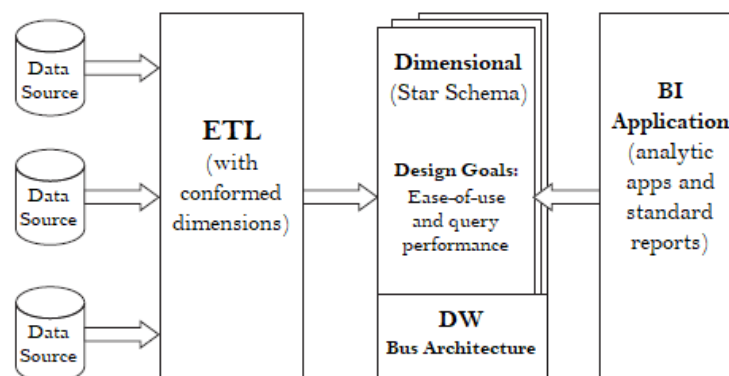 Data
Source
Data
Source
Data
Source
ETL
(with
conformed
dimensions)
Dimensional
(Star Schema)
Design Goals:
Ease-of-use
and query
performance
DW
Bus Architecture
BI
Application
(analytic
apps and
standard
reports)